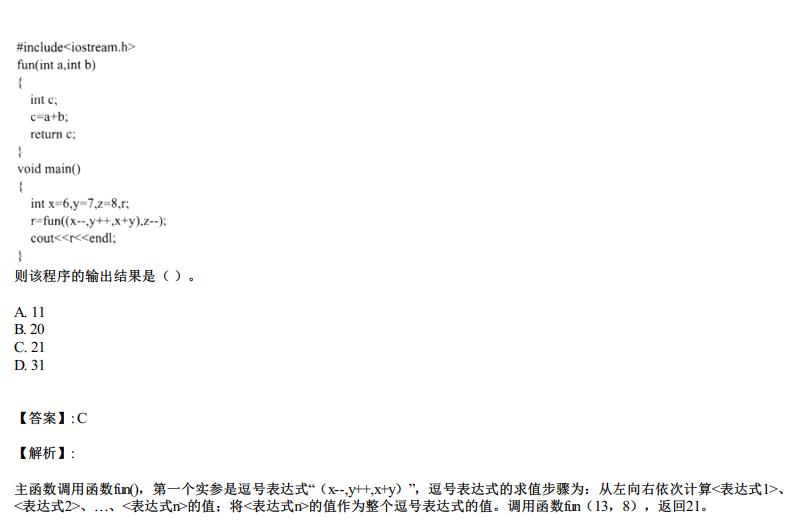 #include<iostream.h>
fun(int a,int b)
{
int c;
c=a+b;
return c;
}
void main()
{
int x=6,y=7,z=8,r;
r=fun((x--,y++,x+y),z--);
cout<<r<<endl;
}
则该程序的输出结果是（ ）。
A. 11
B. 20
C. 21
D. 31
【答案】: C
【解析】:
主函数调用函数fun()，第一个实参是逗号表达式“（x--,y++,x+y）”，逗号表达式的求值步骤为：从左向右依次计算<表达式1>、
<表达式2>、…、<表达式n>的值；将<表达式n>的值作为整个逗号表达式的值。调用函数fun（13，8），返回21。